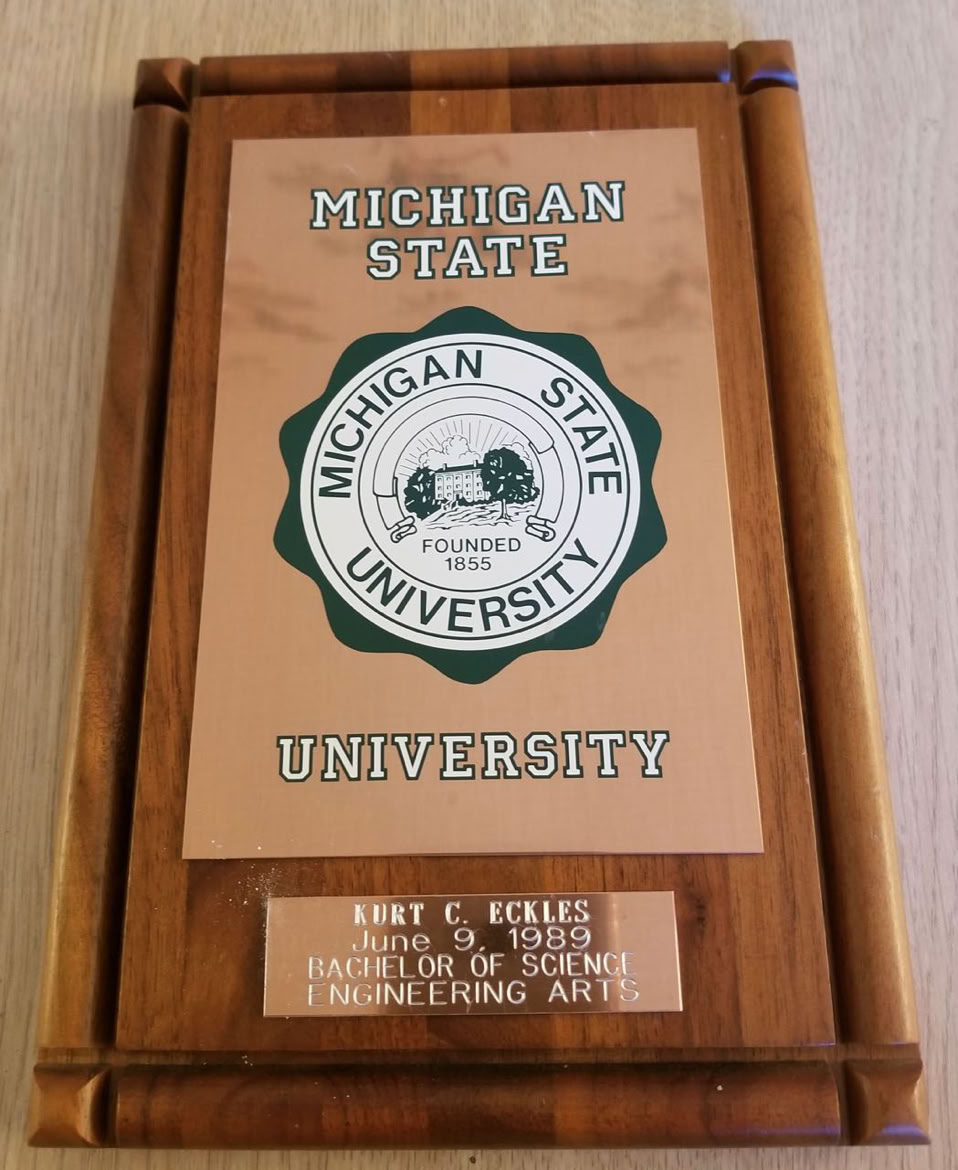 MICHIGAN
STATE
MICHIGAN STATE
FOUNDED
1855
UNIVERSITY
UNIVERSITY
KURT C. ECKLES
June 9, 1989
BACHELOR OF SCIENCE
ENGINEERING ARTS